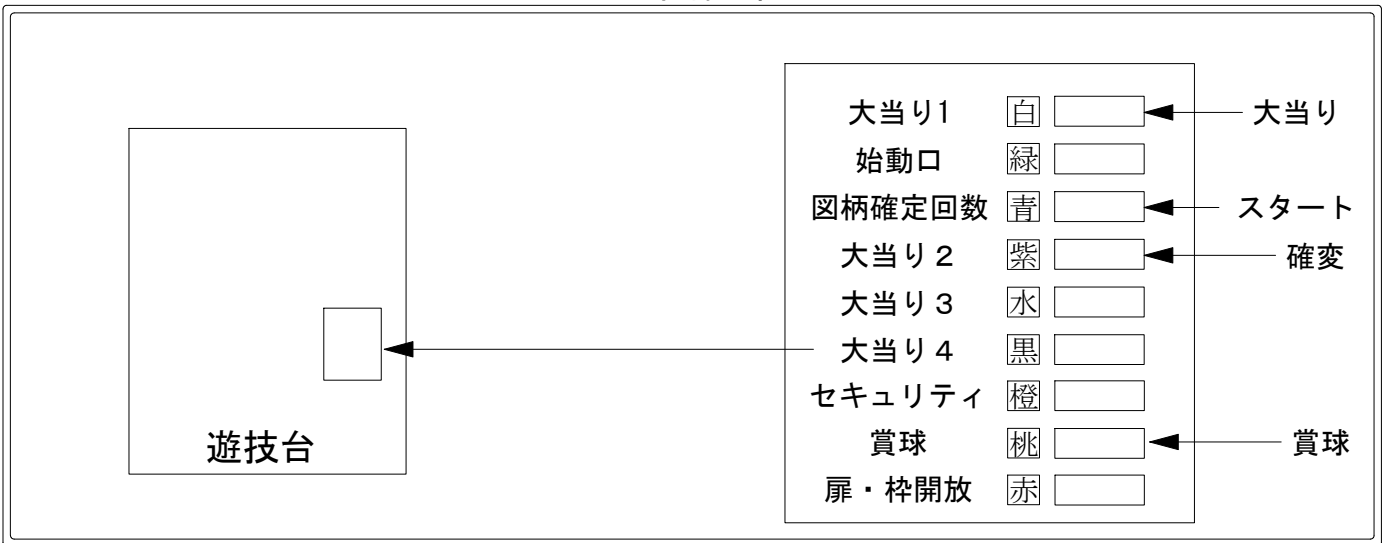 大当り1 白 大当り
始動口 緑
図柄確定回数 青 スタート
大当り２ 紫 確変
大当り３ 水
大当り４ 黒
セキュリティ 橙
賞球 桃 賞球
扉・枠開放 赤
遊技台